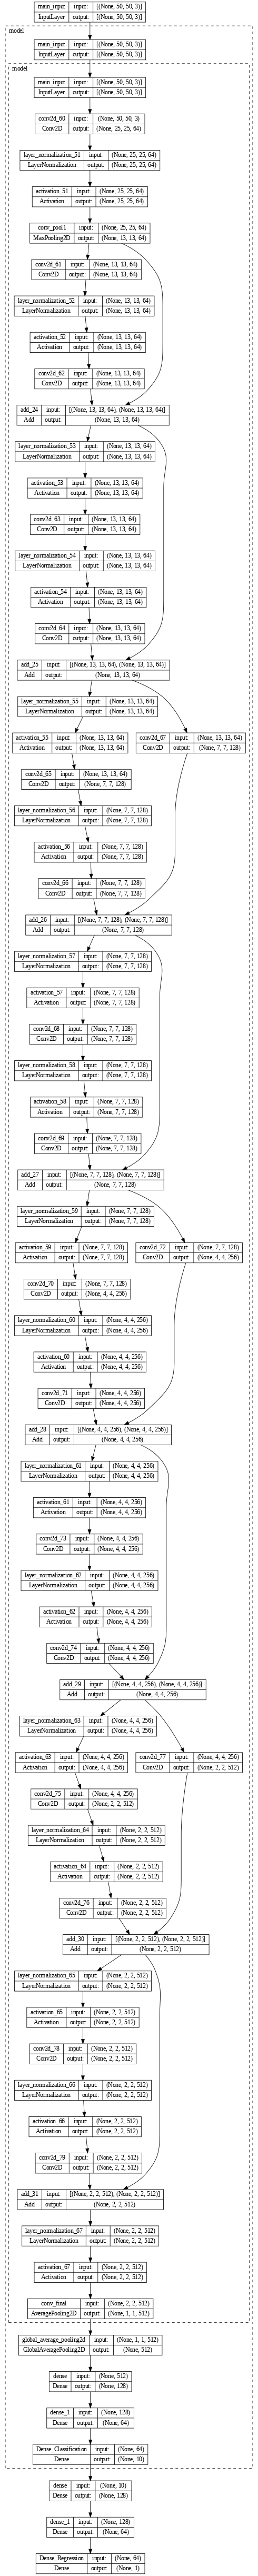 main_input input: [(None, 50, 50, 3)]
InputLayer output: [(None, 50, 50, 3)]
model
main_input input: [(None, 50, 50, 3)]
InputLayer output: [(None, 50, 50, 3)]
model
main_input input: [(None, 50, 50, 3)]
InputLayer output: [(None, 50, 50, 3)]
conv2d_60 input: (None, 50, 50, 3)
Conv2D output: (None, 25, 25, 64)
layer_normalization_51 input: (None, 25, 25, 64)
LayerNormalization output: (None, 25, 25, 64)
activation_51 input: (None, 25, 25, 64)
Activation output: (None, 25, 25, 64)
conv_pool1 input: (None, 25, 25, 64)
MaxPooling2D output: (None, 13, 13, 64)
conv2d_61 input: (None, 13, 13, 64)
Conv2D output: (None, 13, 13, 64)
layer_normalization_52 input: (None, 13, 13, 64)
LayerNormalization output: (None, 13, 13, 64)
activation_52 input: (None, 13, 13, 64)
Activation output: (None, 13, 13, 64)
conv2d_62 input: (None, 13, 13, 64)
Conv2D output: (None, 13, 13, 64)
add_24 input: [(None, 13, 13, 64), (None, 13, 13, 64)]
Add output: (None, 13, 13, 64)
layer_normalization_53 input: (None, 13, 13, 64)
LayerNormalization output: (None, 13, 13, 64)
activation_53 input: (None, 13, 13, 64)
Activation output: (None, 13, 13, 64)
conv2d_63 input: (None, 13, 13, 64)
Conv2D output: (None, 13, 13, 64)
layer_normalization_54 input: (None, 13, 13, 64)
LayerNormalization output: (None, 13, 13, 64)
activation_54 input: (None, 13, 13, 64)
Activation output: (None, 13, 13, 64)
conv2d_64 input: (None, 13, 13, 64)
Conv2D output: (None, 13, 13, 64)
add_25 input: [(None, 13, 13, 64), (None, 13, 13, 64)]
Add output: (None, 13, 13, 64)
layer_normalization_55 input: (None, 13, 13, 64)
LayerNormalization output: (None, 13, 13, 64)
activation_55 input: (None, 13, 13, 64)
Activation output: (None, 13, 13, 64)
conv2d_67 input: (None, 13, 13, 64)
Conv2D output: (None, 7, 7, 128)
conv2d_65 input: (None, 13, 13, 64)
Conv2D output: (None, 7, 7, 128)
layer_normalization_56 input: (None, 7, 7, 128)
LayerNormalization output: (None, 7, 7, 128)
activation_56 input: (None, 7, 7, 128)
Activation output: (None, 7, 7, 128)
conv2d_66 input: (None, 7, 7, 128)
Conv2D output: (None, 7, 7, 128)
add_26 input: [(None, 7, 7, 128), (None, 7, 7, 128)]
Add output: (None, 7, 7, 128)
layer_normalization_57 input: (None, 7, 7, 128)
LayerNormalization output: (None, 7, 7, 128)
activation_57 input: (None, 7, 7, 128)
Activation output: (None, 7, 7, 128)
conv2d_68 input: (None, 7, 7, 128)
Conv2D output: (None, 7, 7, 128)
layer_normalization_58 input: (None, 7, 7, 128)
LayerNormalization output: (None, 7, 7, 128)
activation_58 input: (None, 7, 7, 128)
Activation output: (None, 7, 7, 128)
conv2d_69 input: (None, 7, 7, 128)
Conv2D output: (None, 7, 7, 128)
add_27 input: [(None, 7, 7, 128), (None, 7, 7, 128)]
Add output: (None, 7, 7, 128)
layer_normalization_59 input: (None, 7, 7, 128)
LayerNormalization output: (None, 7, 7, 128)
activation_59 input: (None, 7, 7, 128)
Activation output: (None, 7, 7, 128)
conv2d_72 input: (None, 7, 7, 128)
Conv2D output: (None, 4, 4, 256)
conv2d_70 input: (None, 7, 7, 128)
Conv2D output: (None, 4, 4, 256)
layer_normalization_60 input: (None, 4, 4, 256)
LayerNormalization output: (None, 4, 4, 256)
activation_60 input: (None, 4, 4, 256)
Activation output: (None, 4, 4, 256)
conv2d_71 input: (None, 4, 4, 256)
Conv2D output: (None, 4, 4, 256)
add_28 input: [(None, 4, 4, 256), (None, 4, 4, 256)]
Add output: (None, 4, 4, 256)
layer_normalization_61 input: (None, 4, 4, 256)
LayerNormalization output: (None, 4, 4, 256)
activation_61 input: (None, 4, 4, 256)
Activation output: (None, 4, 4, 256)
conv2d_73 input: (None, 4, 4, 256)
Conv2D output: (None, 4, 4, 256)
layer_normalization_62 input: (None, 4, 4, 256)
LayerNormalization output: (None, 4, 4, 256)
activation_62 input: (None, 4, 4, 256)
Activation output: (None, 4, 4, 256)
conv2d_74 input: (None, 4, 4, 256)
Conv2D output: (None, 4, 4, 256)
add_29 input: [(None, 4, 4, 256), (None, 4, 4, 256)]
Add output: (None, 4, 4, 256)
layer_normalization_63 input: (None, 4, 4, 256)
LayerNormalization output: (None, 4, 4, 256)
activation_63 input: (None, 4, 4, 256)
Activation output: (None, 4, 4, 256)
conv2d_77 input: (None, 4, 4, 256)
Conv2D output: (None, 2, 2, 512)
conv2d_75 input: (None, 4, 4, 256)
Conv2D output: (None, 2, 2, 512)
layer_normalization_64 input: (None, 2, 2, 512)
LayerNormalization output: (None, 2, 2, 512)
activation_64 input: (None, 2, 2, 512)
Activation output: (None, 2, 2, 512)
conv2d_76 input: (None, 2, 2, 512)
Conv2D output: (None, 2, 2, 512)
add_30 input: [(None, 2, 2, 512), (None, 2, 2, 512)]
Add output: (None, 2, 2, 512)
layer_normalization_65 input: (None, 2, 2, 512)
LayerNormalization output: (None, 2, 2, 512)
activation_65 input: (None, 2, 2, 512)
Activation output: (None, 2, 2, 512)
conv2d_78 input: (None, 2, 2, 512)
Conv2D output: (None, 2, 2, 512)
layer_normalization_66 input: (None, 2, 2, 512)
LayerNormalization output: (None, 2, 2, 512)
activation_66 input: (None, 2, 2, 512)
Activation output: (None, 2, 2, 512)
conv2d_79 input: (None, 2, 2, 512)
Conv2D output: (None, 2, 2, 512)
add_31 input: [(None, 2, 2, 512), (None, 2, 2, 512)]
Add output: (None, 2, 2, 512)
layer_normalization_67 input: (None, 2, 2, 512)
LayerNormalization output: (None, 2, 2, 512)
activation_67 input: (None, 2, 2, 512)
Activation output: (None, 2, 2, 512)
conv_final input: (None, 2, 2, 512)
AveragePooling2D output: (None, 1, 1, 512)
global_average_pooling2d input: (None, 1, 1, 512)
GlobalAveragePooling2D output: (None, 512)
dense input: (None, 512)
Dense output: (None, 128)
dense_1 input: (None, 128)
Dense output: (None, 64)
Dense_Classification input: (None, 64)
Dense output: (None, 10)
dense input: (None, 10)
Dense output: (None, 128)
dense_1 input: (None, 128)
Dense output: (None, 64)
Dense_Regression input: (None, 64)
Dense output: (None, 1)